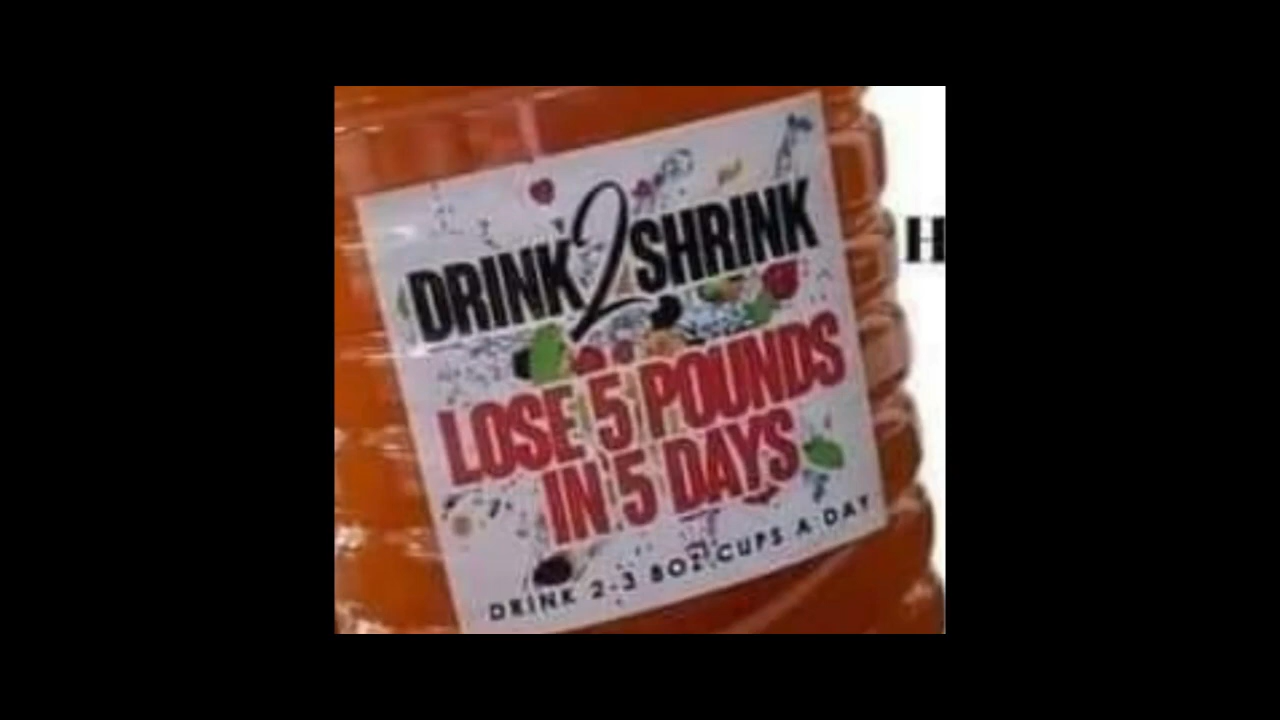 DRINK2SHRINK
LOSE 5 POUNDS
IN 5 DAYS
DRINK 2-3 8OZ CUPS A DAY
H